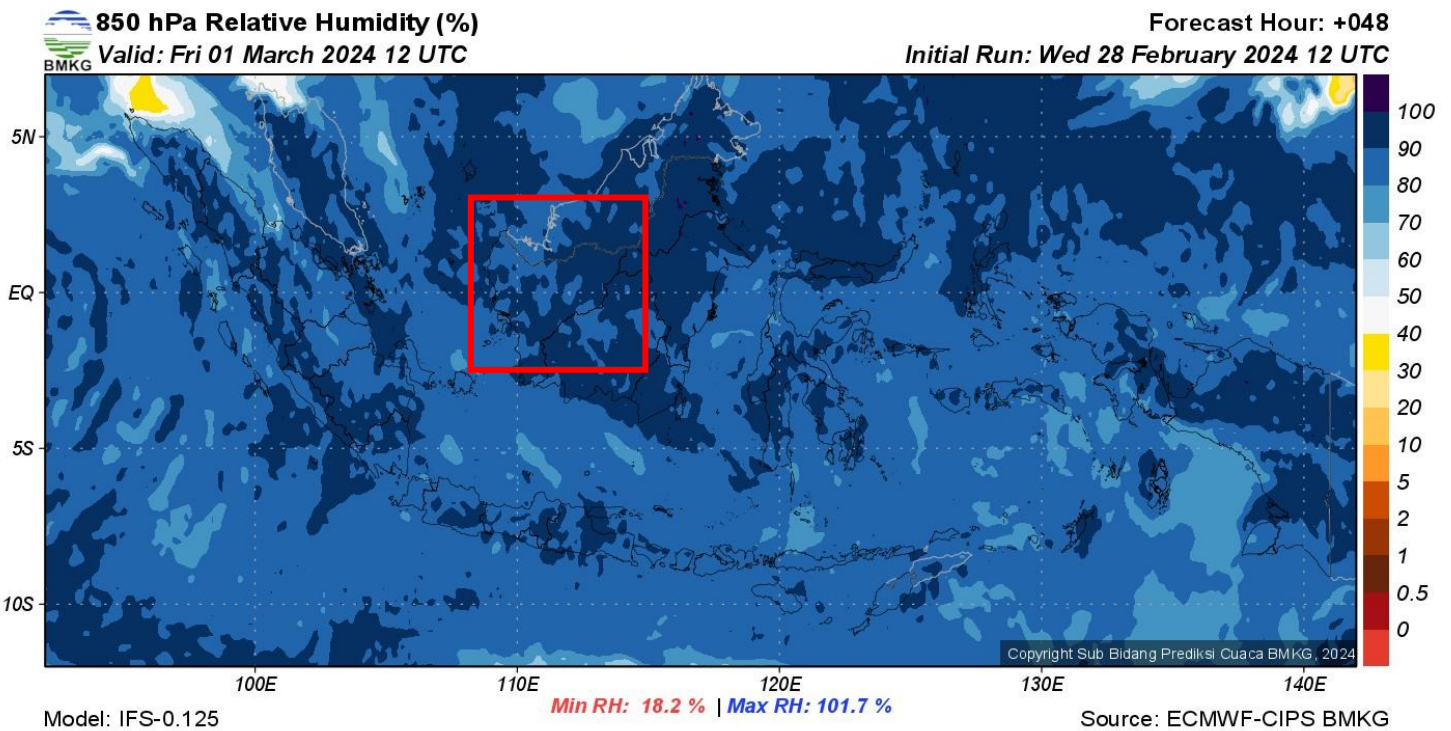 850 hPa Relative Humidity (%)
Forecast Hour: +048
BMKG
Valid: Fri 01 March 2024 12 UTC
Initial Run: Wed 28 February 2024 12 UTC
5N
EQ
5S
10S
100
90
80
70
60
50
40
30
20
10
5
2
1
0.5
0
Copyright Sub Bidang Prediksi Cuaca BMKG, 2024
100E
110E
120E
130E
140E
Min RH: 18.2 % | Max RH: 101.7 %
Model: IFS-0.125
Source: ECMWF-CIPS BMKG